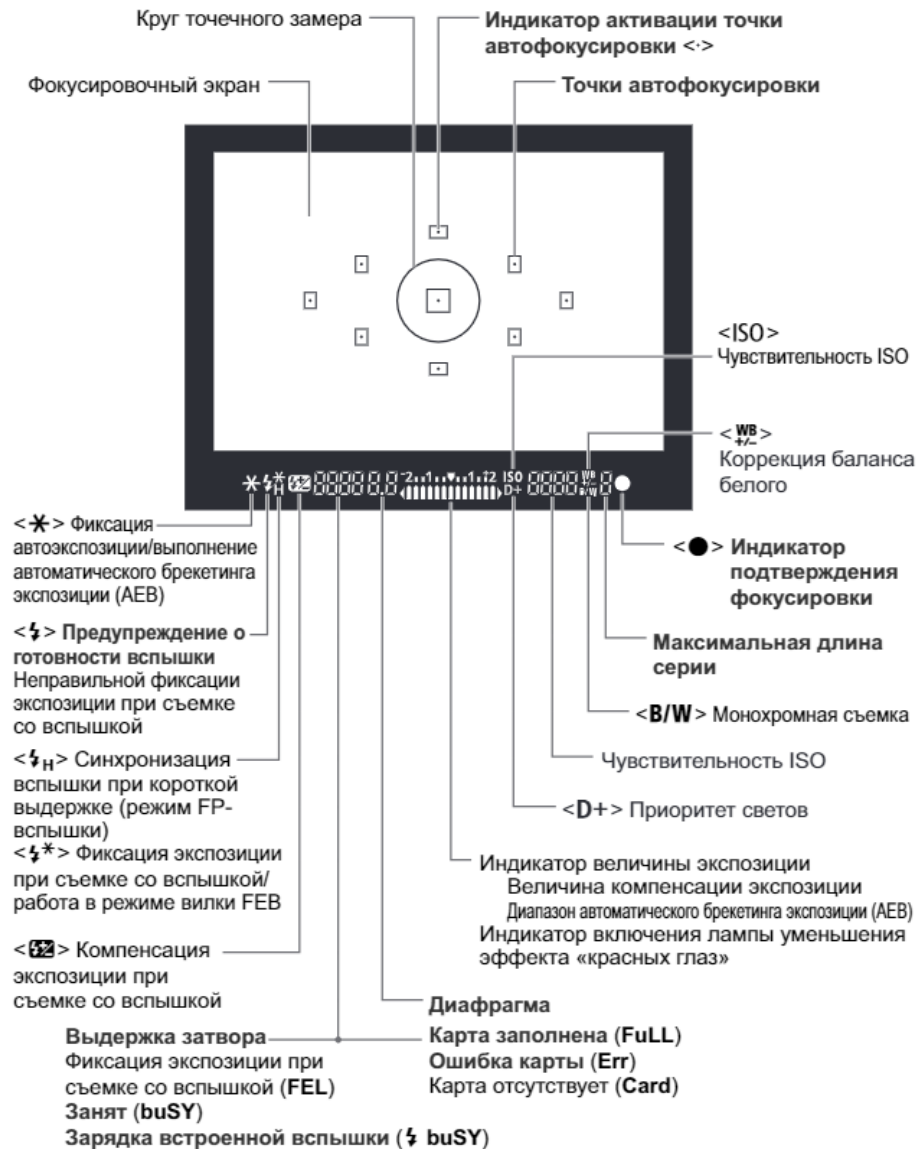 Круг точечного замера
Индикатор активации точки
автофокусировки <·>
Фокусировочный экран
Точки автофокусировки
<ISO>
Чувствительность ISO
<WB +/->
Коррекция баланса
белого
-2..1..▼..1.+2 ISO D+ WB +/- B/W
<✱> Фиксация
автоэкспозиции/выполнение
автоматического брекетинга
экспозиции (AEB)
<⚡> Предупреждение о
готовности вспышки
Неправильной фиксации
экспозиции при съемке
со вспышкой
<⚡H> Синхронизация
вспышки при короткой
выдержке (режим FP-
вспышки)
<⚡✱> Фиксация экспозиции
при съемке со вспышкой/
работа в режиме вилки FEB
<⚡±> Компенсация
экспозиции при
съемке со вспышкой
<●> Индикатор
подтверждения
фокусировки
Максимальная длина
серии
<B/W> Монохромная съемка
Чувствительность ISO
<D+> Приоритет светов
Индикатор величины экспозиции
Величина компенсации экспозиции
Диапазон автоматического брекетинга экспозиции (AEB)
Индикатор включения лампы уменьшения
эффекта «красных глаз»
Диафрагма
Выдержка затвора
Фиксация экспозиции при
съемке со вспышкой (FEL)
Занят (buSY)
Зарядка встроенной вспышки (⚡ buSY)
Карта заполнена (FuLL)
Ошибка карты (Err)
Карта отсутствует (Card)